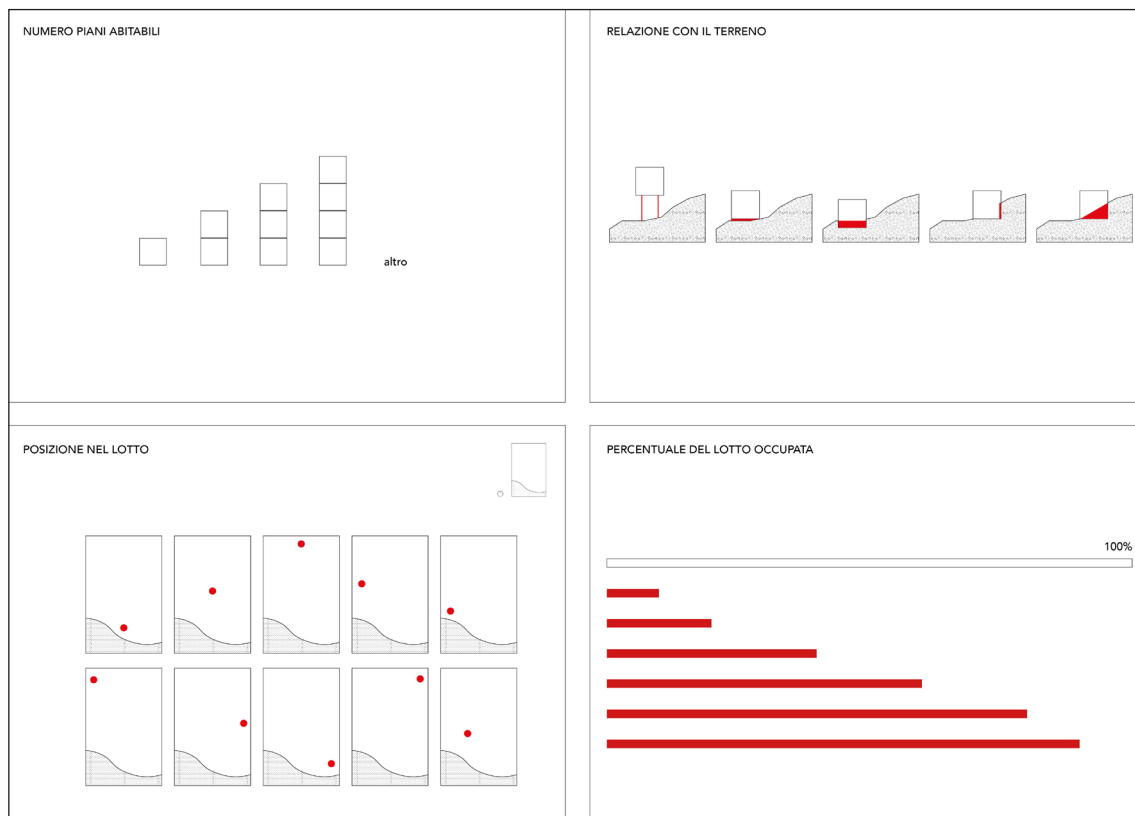 NUMERO PIANI ABITABILI
altro
RELAZIONE CON IL TERRENO
POSIZIONE NEL LOTTO
PERCENTUALE DEL LOTTO OCCUPATA
100%